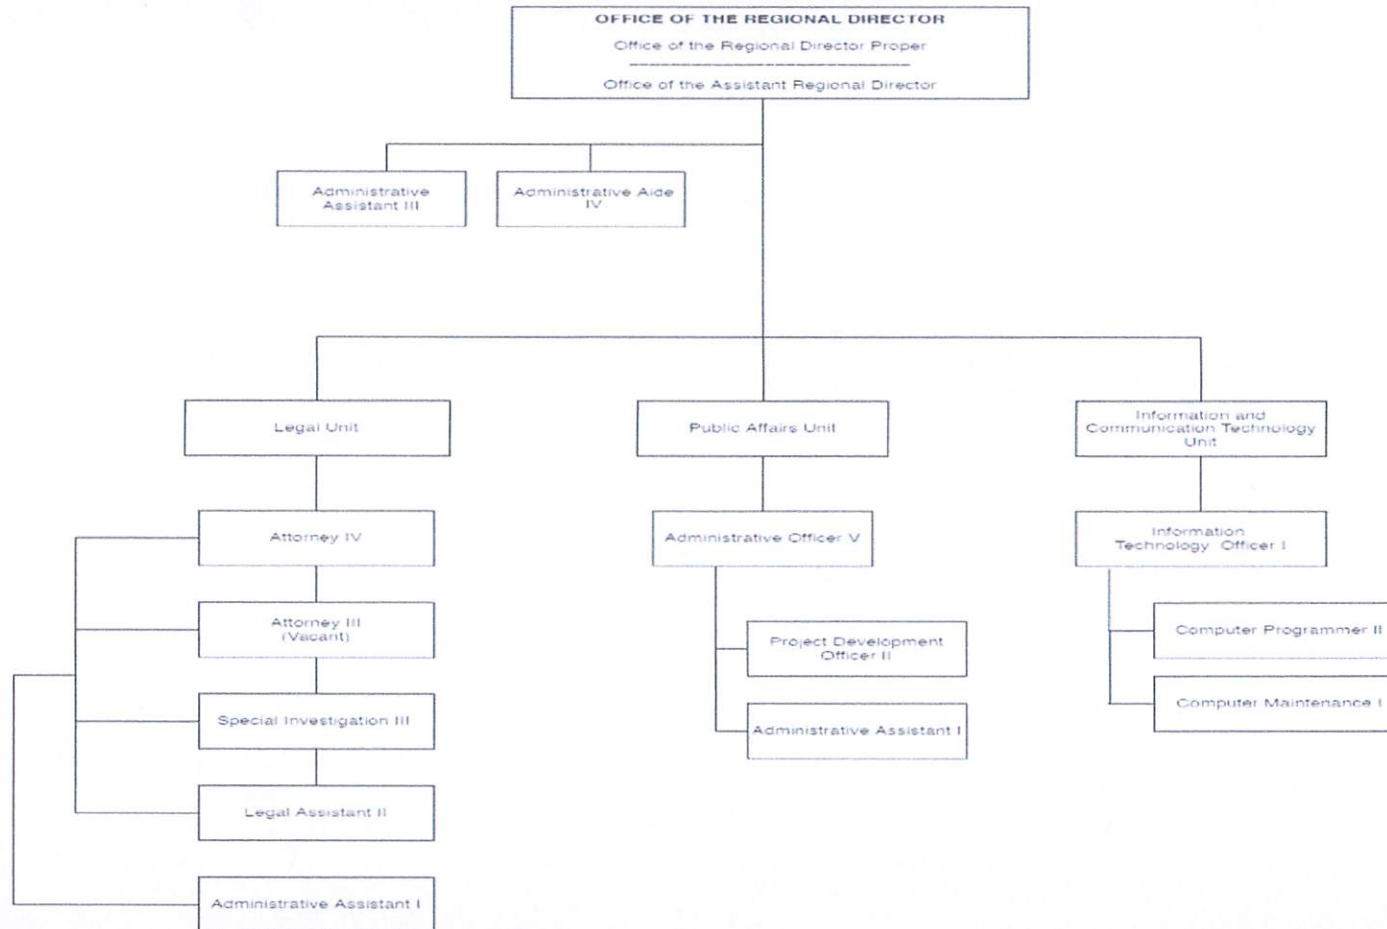 OFFICE OF THE REGIONAL DIRECTOR
Office of the Regional Director Proper
Office of the Assistant Regional Director
Administrative
Assistant III
Administrative Aide
IV
Legal Unit
Public Affairs Unit
Information and
Communication Technology
Unit
Attorney IV
Administrative Officer V
Information
Technology Officer I
Attorney III
(Vacant)
Project Development
Officer II
Computer Programmer II
Special Investigation III
Administrative Assistant I
Computer Maintenance I
Legal Assistant II
Administrative Assistant I